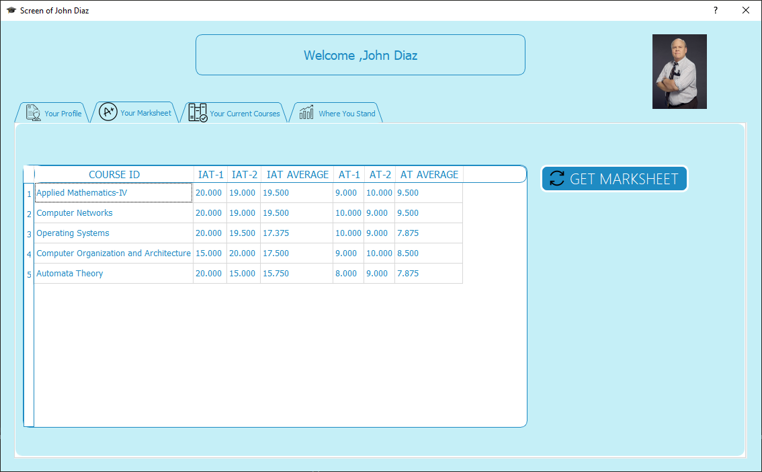 Screen of John Diaz ?
Welcome ,John Diaz
Your Profile Your Marksheet Your Current Courses Where You Stand
COURSE ID IAT-1 IAT-2 IAT AVERAGE AT-1 AT-2 AT AVERAGE
1 Applied Mathematics-IV 20.000 19.000 19.500 9.000 10.000 9.500
2 Computer Networks 20.000 19.000 19.500 10.000 9.000 9.500
3 Operating Systems 20.000 19.500 17.375 10.000 9.000 7.875
4 Computer Organization and Architecture 15.000 20.000 17.500 9.000 10.000 8.500
5 Automata Theory 20.000 15.000 15.750 8.000 9.000 7.875
GET MARKSHEET